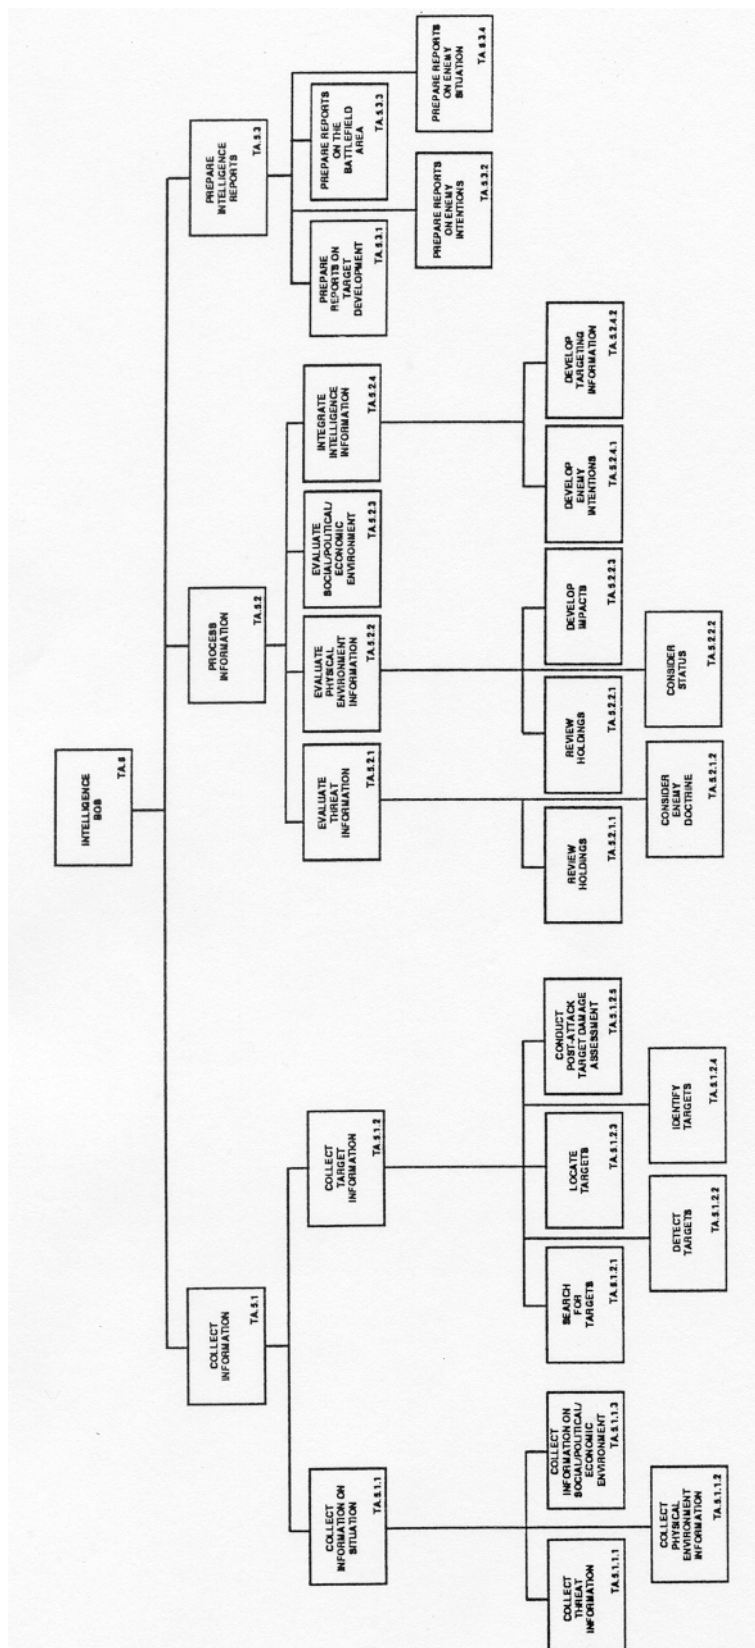 INTELLIGENCE
BOS
TA.5
COLLECT
INFORMATION
TA.5.1
PROCESS
INFORMATION
TA.5.2
PREPARE
INTELLIGENCE
REPORTS
TA.5.3
COLLECT
INFORMATION ON
SITUATION
TA.5.1.1
COLLECT
TARGET
INFORMATION
TA.5.1.2
EVALUATE
THREAT
INFORMATION
TA.5.2.1
EVALUATE
PHYSICAL
ENVIRONMENT
INFORMATION
TA.5.2.2
EVALUATE
SOCIAL/POLITICAL/
ECONOMIC
ENVIRONMENT
TA.5.2.3
INTEGRATE
INTELLIGENCE
INFORMATION
TA.5.2.4
PREPARE
REPORTS ON
TARGET
DEVELOPMENT
TA.5.3.1
PREPARE REPORTS
ON THE
BATTLEFIELD
AREA
TA.5.3.3
PREPARE REPORTS
ON ENEMY
INTENTIONS
TA.5.3.2
PREPARE REPORTS
ON ENEMY
SITUATION
TA.5.3.4
COLLECT
THREAT
INFORMATION
TA.5.1.1.1
COLLECT
INFORMATION ON
SOCIAL/POLITICAL/
ECONOMIC
ENVIRONMENT
TA.5.1.1.3
SEARCH
FOR
TARGETS
TA.5.1.2.1
LOCATE
TARGETS
TA.5.1.2.3
CONDUCT
POST-ATTACK
TARGET DAMAGE
ASSESSMENT
TA.5.1.2.5
REVIEW
HOLDINGS
TA.5.2.1.1
REVIEW
HOLDINGS
TA.5.2.2.1
DEVELOP
IMPACTS
TA.5.2.2.3
DEVELOP
ENEMY
INTENTIONS
TA.5.2.4.1
DEVELOP
TARGETING
INFORMATION
TA.5.2.4.2
COLLECT
PHYSICAL
ENVIRONMENT
INFORMATION
TA.5.1.1.2
DETECT
TARGETS
TA.5.1.2.2
IDENTIFY
TARGETS
TA.5.1.2.4
CONSIDER
ENEMY
DOCTRINE
TA.5.2.1.2
CONSIDER
STATUS
TA.5.2.2.2